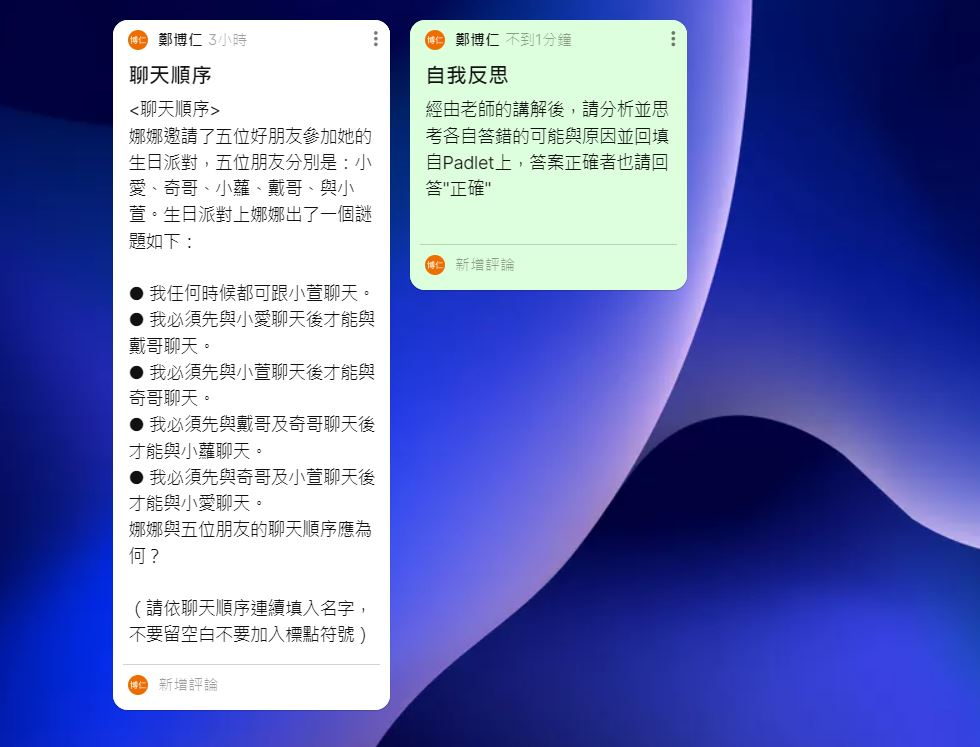 博仁 鄭博仁 3小時
聊天順序
<聊天順序>
娜娜邀請了五位好朋友參加她的
生日派對，五位朋友分別是：小
愛、奇哥、小蘿、戴哥、與小
萱。生日派對上娜娜出了一個謎
題如下：
● 我任何時候都可跟小萱聊天。
● 我必須先與小愛聊天後才能與
戴哥聊天。
● 我必須先與小萱聊天後才能與
奇哥聊天。
● 我必須先與戴哥及奇哥聊天後
才能與小蘿聊天。
● 我必須先與奇哥及小萱聊天後
才能與小愛聊天。
娜娜與五位朋友的聊天順序應為
何？
（請依聊天順序連續填入名字，
不要留空白不要加入標點符號）
博仁 新增評論
博仁 鄭博仁 不到1分鐘
自我反思
經由老師的講解後，請分析並思
考各自答錯的可能與原因並回填
自Padlet上，答案正確者也請回
答"正確"
博仁 新增評論